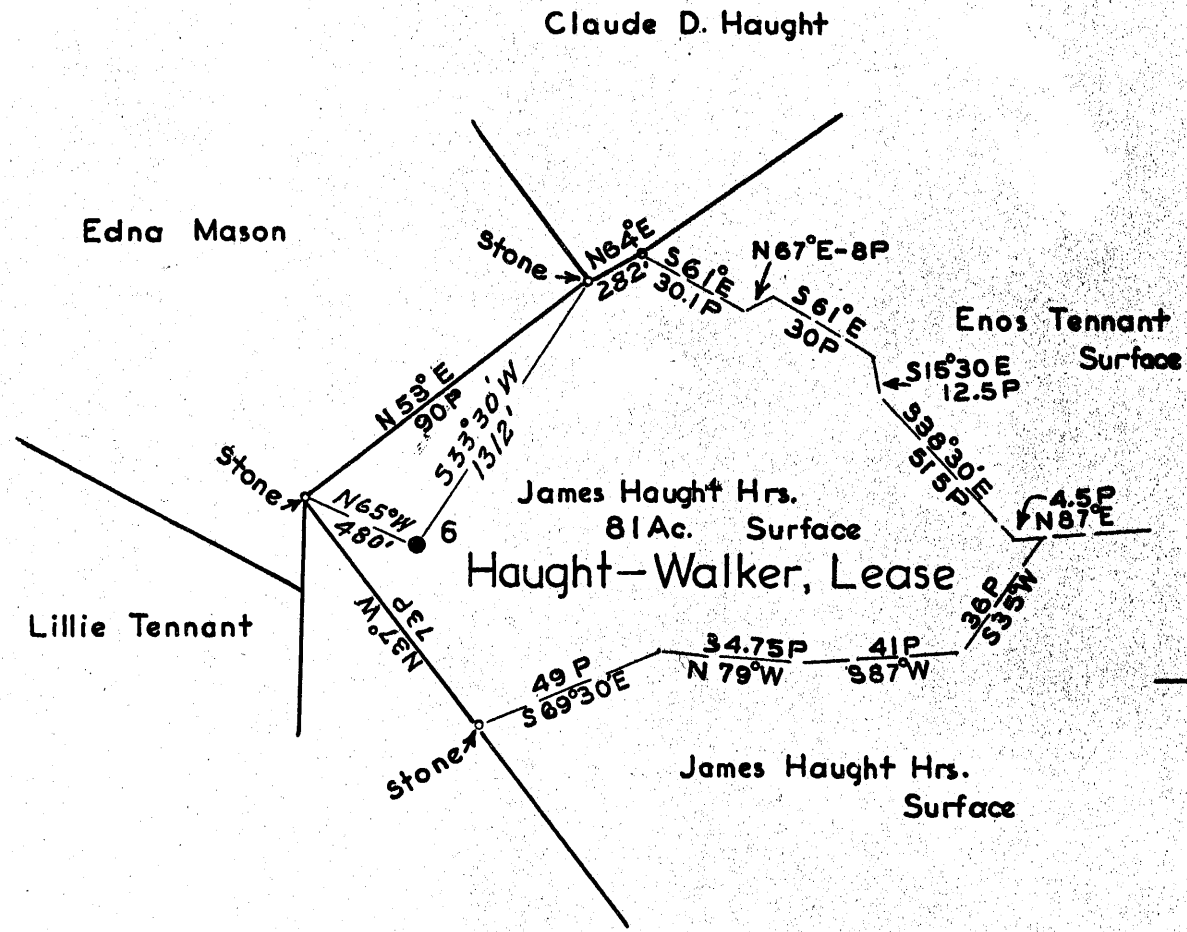 Claude D. Haught
Edna Mason
Stone
N64°E
282'
S61°E
30.1P
N67°E-8P
S61°E
30P
Enos Tennant
Surface
S15°30E
12.5P
S38°30'E
51.5P
N53°E
90P
S33°30'W
1312'
Stone
N65°W
480'
6
James Haught Hrs.
81Ac. Surface
4.5P
N87°E
Haught-Walker, Lease
36P
S35°W
Lillie Tennant
N37°W
73P
34.75P
N 79°W
41P
S87°W
49 P
S69°30'E
Stone
James Haught Hrs.
Surface